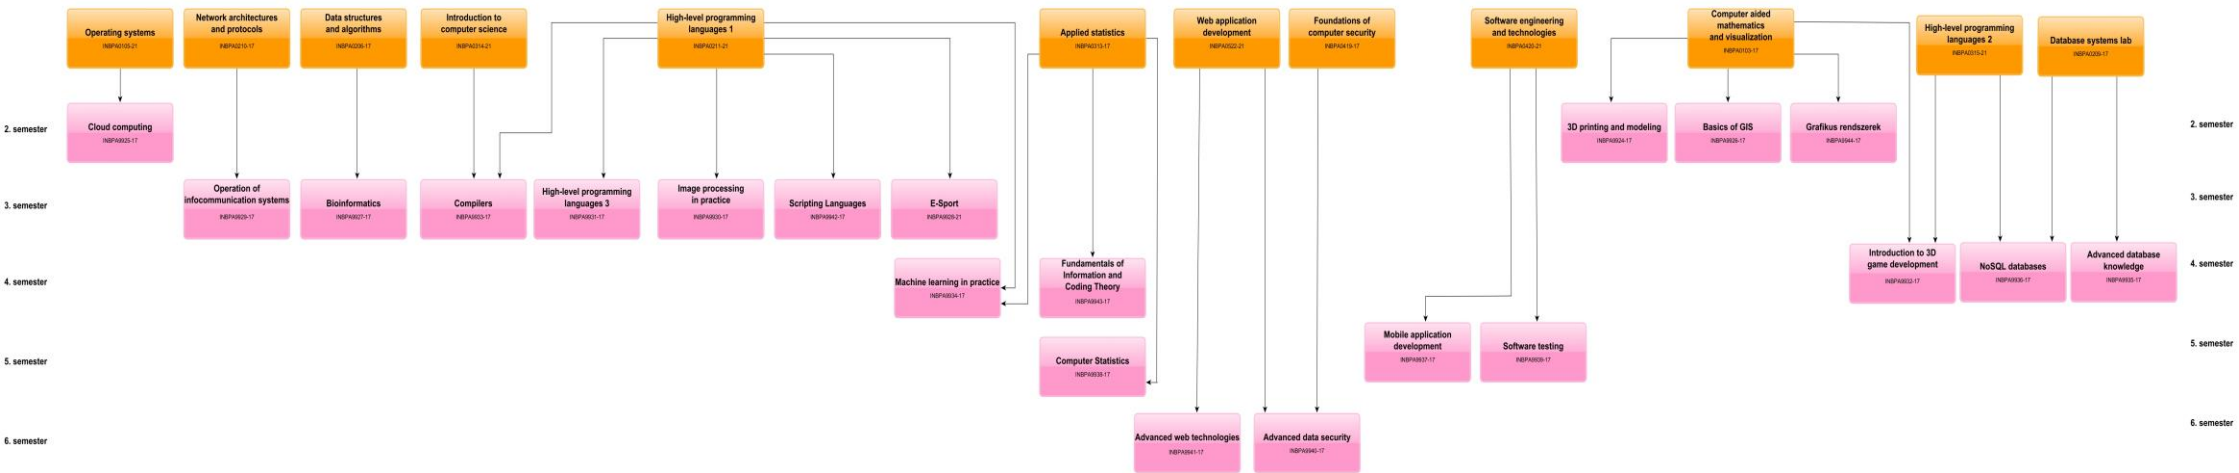 Operating systems
INBPA0105-21
Network architectures
and protocols
INBPA0210-17
Data structures
and algorithms
INBPA0206-17
Introduction to
computer science
INBPA0314-21
High-level programming
languages 1
INBPA0211-21
Applied statistics
INBPA0313-17
Web application
development
INBPA0522-21
Foundations of
computer security
INBPA0419-17
Software engineering
and technologies
INBPA0420-21
Computer aided
mathematics
and visualization
INBPA0103-17
High-level programming
languages 2
INBPA0315-21
Database systems lab
INBPA0209-17
2. semester
Cloud computing
INBPA9925-17
3D printing and modeling
INBPA9924-17
Basics of GIS
INBPA9926-17
Grafikus rendszerek
INBPA9944-17
2. semester
3. semester
Operation of
infocommunication systems
INBPA9929-17
Bioinformatics
INBPA9927-17
Compilers
INBPA9933-17
High-level programming
languages 3
INBPA9931-17
Image processing
in practice
INBPA9930-17
Scripting Languages
INBPA9942-17
E-Sport
INBPA9928-21
3. semester
4. semester
Machine learning in practice
INBPA9934-17
Fundamentals of
Information and
Coding Theory
INBPA9943-17
Introduction to 3D
game development
INBPA9932-17
NoSQL databases
INBPA9936-17
Advanced database
knowledge
INBPA9935-17
4. semester
5. semester
Computer Statistics
INBPA9938-17
Mobile application
development
INBPA9937-17
Software testing
INBPA9939-17
5. semester
6. semester
Advanced web technologies
INBPA9941-17
Advanced data security
INBPA9940-17
6. semester